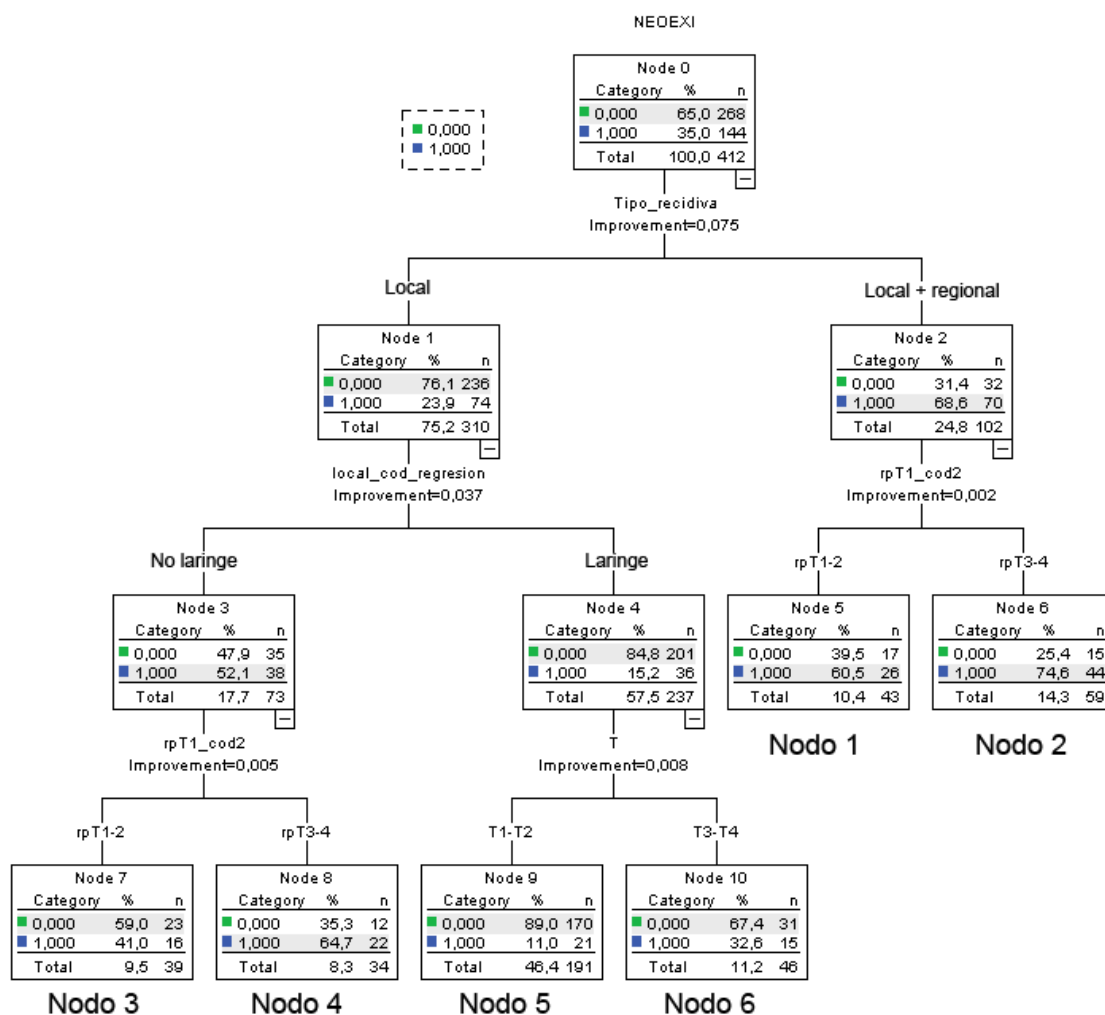 NEOEXI
0,000
1,000
Node 0
Category % n
0,000 65,0 268
1,000 35,0 144
Total 100,0 412
Tipo_recidiva
Improvement=0,075
Local
Local + regional
Node 1
Category % n
0,000 76,1 236
1,000 23,9 74
Total 75,2 310
Node 2
Category % n
0,000 31,4 32
1,000 68,6 70
Total 24,8 102
local_cod_regresion
Improvement=0,037
rpT1_cod2
Improvement=0,002
No laringe
Laringe
rpT1-2
rpT3-4
Node 3
Category % n
0,000 47,9 35
1,000 52,1 38
Total 17,7 73
Node 4
Category % n
0,000 84,8 201
1,000 15,2 36
Total 57,5 237
Node 5
Category % n
0,000 39,5 17
1,000 60,5 26
Total 10,4 43
Node 6
Category % n
0,000 25,4 15
1,000 74,6 44
Total 14,3 59
Nodo 1
Nodo 2
rpT1_cod2
Improvement=0,005
T
Improvement=0,008
rpT1-2
rpT3-4
T1-T2
T3-T4
Node 7
Category % n
0,000 59,0 23
1,000 41,0 16
Total 9,5 39
Node 8
Category % n
0,000 35,3 12
1,000 64,7 22
Total 8,3 34
Node 9
Category % n
0,000 89,0 170
1,000 11,0 21
Total 46,4 191
Node 10
Category % n
0,000 67,4 31
1,000 32,6 15
Total 11,2 46
Nodo 3
Nodo 4
Nodo 5
Nodo 6